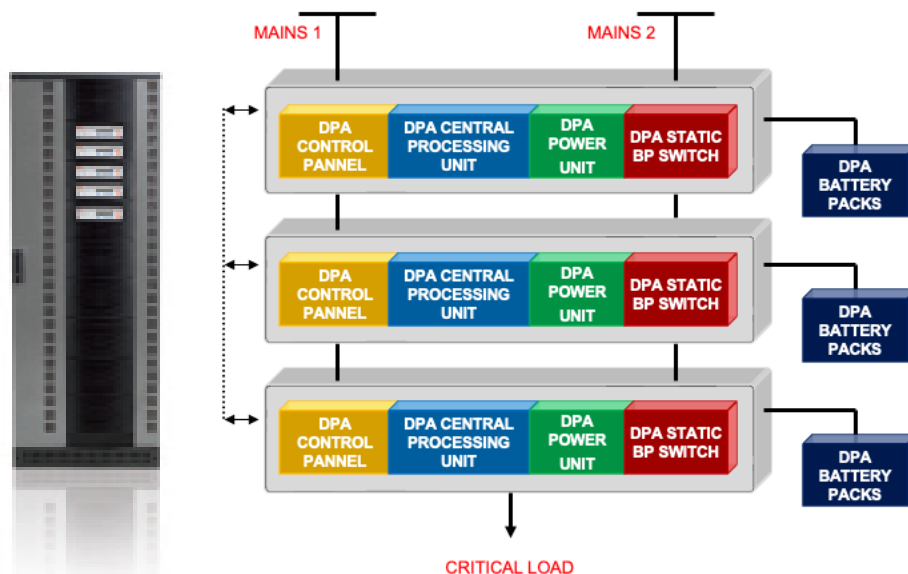 MAINS 1
MAINS 2
DPA
CONTROL
PANNEL
DPA CENTRAL
PROCESSING
UNIT
DPA
POWER
UNIT
DPA STATIC
BP SWITCH
DPA
BATTERY
PACKS
DPA
CONTROL
PANNEL
DPA CENTRAL
PROCESSING
UNIT
DPA
POWER
UNIT
DPA STATIC
BP SWITCH
DPA
BATTERY
PACKS
DPA
CONTROL
PANNEL
DPA CENTRAL
PROCESSING
UNIT
DPA
POWER
UNIT
DPA STATIC
BP SWITCH
DPA
BATTERY
PACKS
CRITICAL LOAD